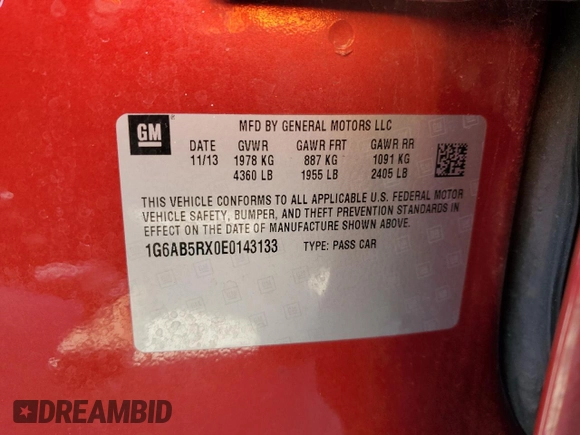 GM
MFD BY GENERAL MOTORS LLC
DATE GVWR GAWR FRT GAWR RR
11/13 1978 KG 887 KG 1091 KG
4360 LB 1955 LB 2405 LB
THIS VEHICLE CONFORMS TO ALL APPLICABLE U.S. FEDERAL MOTOR
VEHICLE SAFETY, BUMPER, AND THEFT PREVENTION STANDARDS IN
EFFECT ON THE DATE OF MANUFACTURE SHOWN ABOVE.
1G6AB5RX0E0143133 TYPE: PASS CAR
DREAMBID